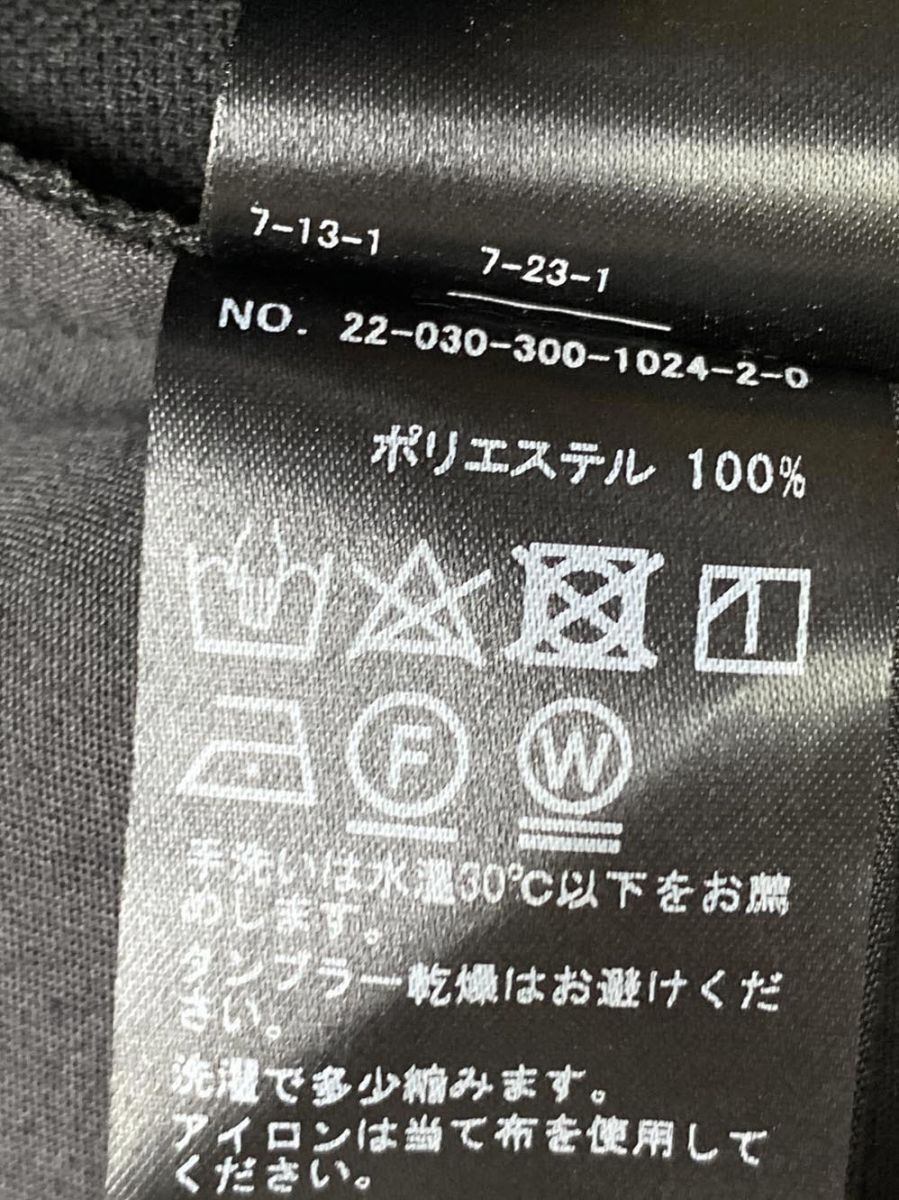 7-13-1
7-23-1
NO. 22-030-300-1024-2-0
ポリエステル 100%
F W
手洗いは水温30℃以下をお薦
めします。
タンブラー乾燥はお避けくだ
さい。
洗濯で多少縮みます。
アイロンは当て布を使用して
ください。